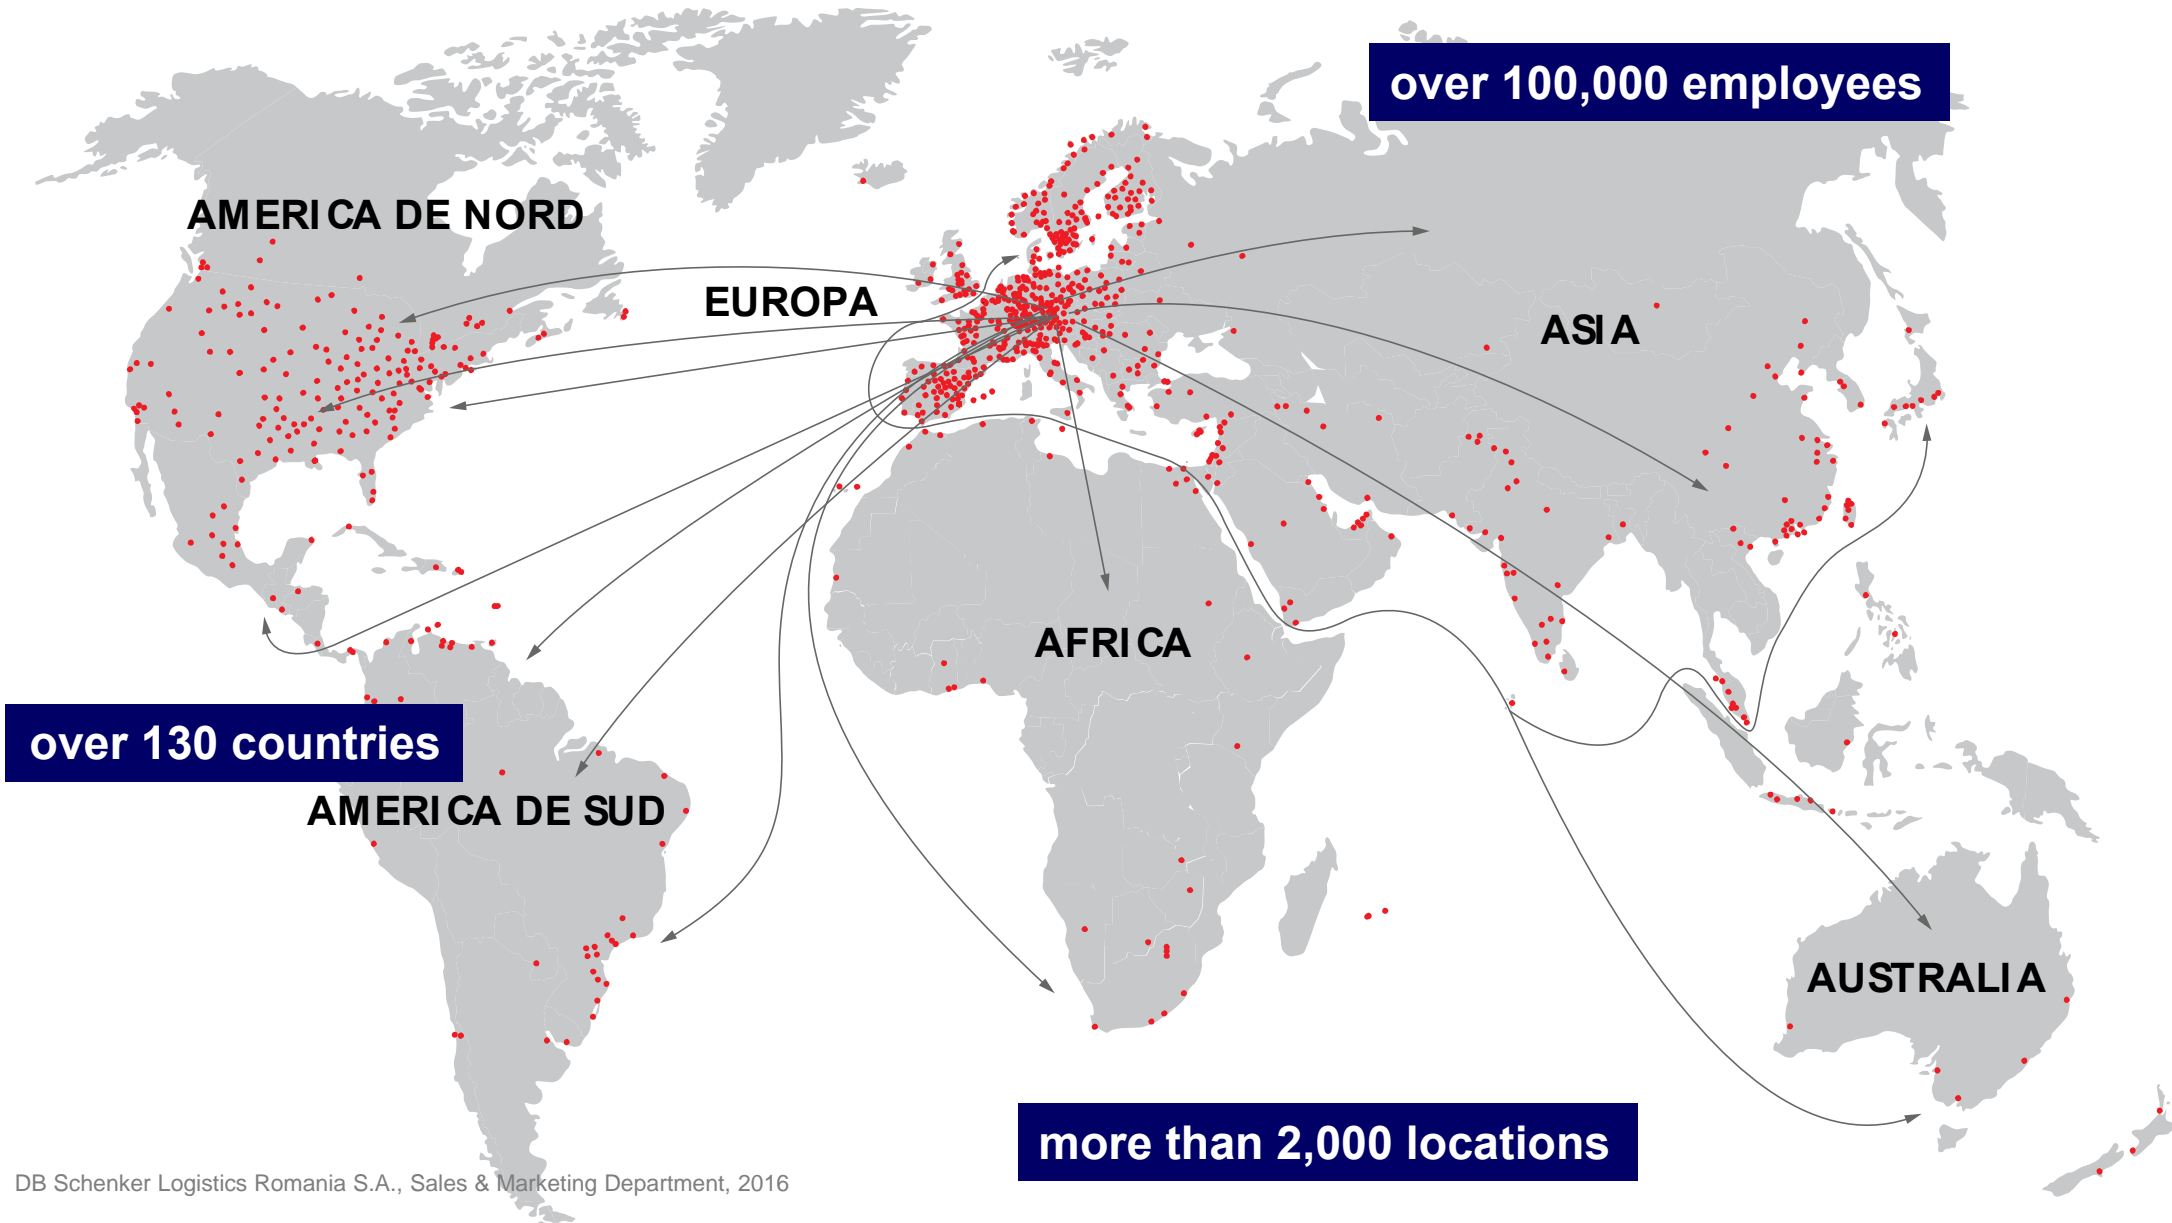 over 100,000 employees
AMERICA DE NORD
EUROPA
ASIA
AFRICA
over 130 countries
AMERICA DE SUD
AUSTRALIA
more than 2,000 locations
DB Schenker Logistics Romania S.A., Sales & Marketing Department, 2016